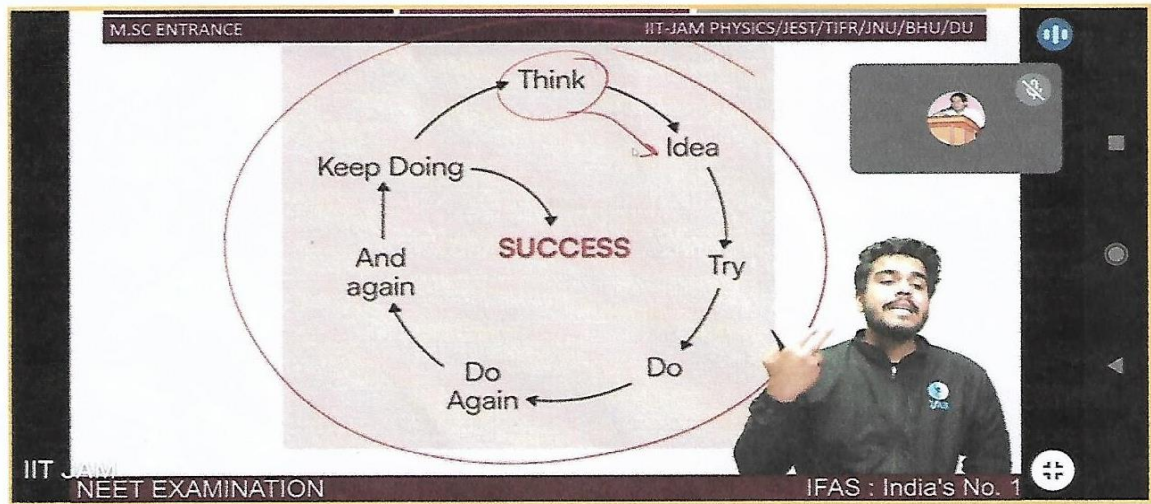 M.SC ENTRANCE
IIT-JAM PHYSICS/JEST/TIFR/JNU/BHU/DU
Think
Idea
Keep Doing
SUCCESS
Try
And
again
Do
Do
Again
IFAS
IIT JAM
NEET EXAMINATION
IFAS : India's No. 1